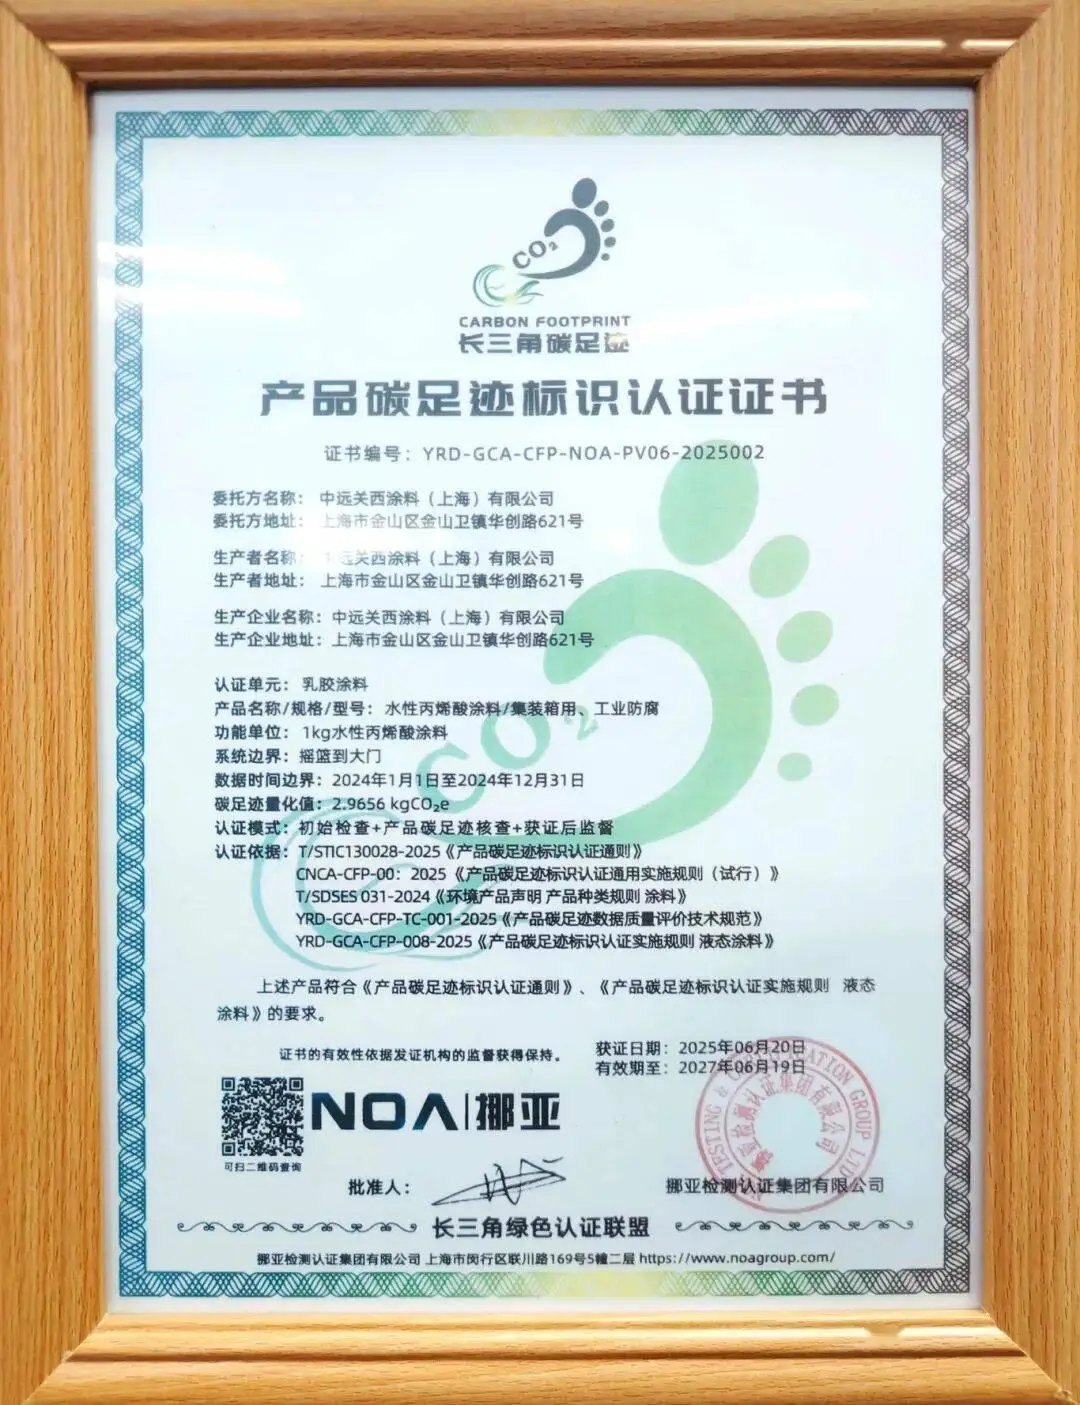 CO₂
CARBON FOOTPRINT
长三角碳足迹
产品碳足迹标识认证证书
证书编号：YRD-GCA-CFP-NOA-PV06-2025002
委托方名称：中远关西涂料（上海）有限公司
委托方地址：上海市金山区金山卫镇华创路621号
生产者名称：中远关西涂料（上海）有限公司
生产者地址：上海市金山区金山卫镇华创路621号
生产企业名称：中远关西涂料（上海）有限公司
生产企业地址：上海市金山区金山卫镇华创路621号
认证单元：乳胶涂料
产品名称/规格/型号：水性丙烯酸涂料/集装箱用、工业防腐
功能单位：1kg水性丙烯酸涂料
系统边界：摇篮到大门
数据时间边界：2024年1月1日至2024年12月31日
碳足迹量化值：2.9656 kgCO₂e
认证模式：初始检查+产品碳足迹核查+获证后监督
认证依据：T/STIC130028-2025《产品碳足迹标识认证通则》
CNCA-CFP-00：2025《产品碳足迹标识认证通用实施规则（试行）》
T/SDSES 031-2024《环境产品声明 产品种类规则 涂料》
YRD-GCA-CFP-TC-001-2025《产品碳足迹数据质量评价技术规范》
YRD-GCA-CFP-008-2025《产品碳足迹标识认证实施规则 液态涂料》
CO₂
上述产品符合《产品碳足迹标识认证通则》、《产品碳足迹标识认证实施规则 液态
涂料》的要求。
证书的有效性依据发证机构的监督获得保持。
获证日期：2025年06月20日
有效期至：2027年06月19日
NOA|挪亚
可扫二维码查询
批准人：
挪亚检测认证集团有限公司
TESTING & CERTIFICATION GROUP LTD
挪亚检测认证集团有限公司
长三角绿色认证联盟
挪亚检测认证集团有限公司 上海市闵行区联川路169号5幢二层 https://www.noagroup.com/